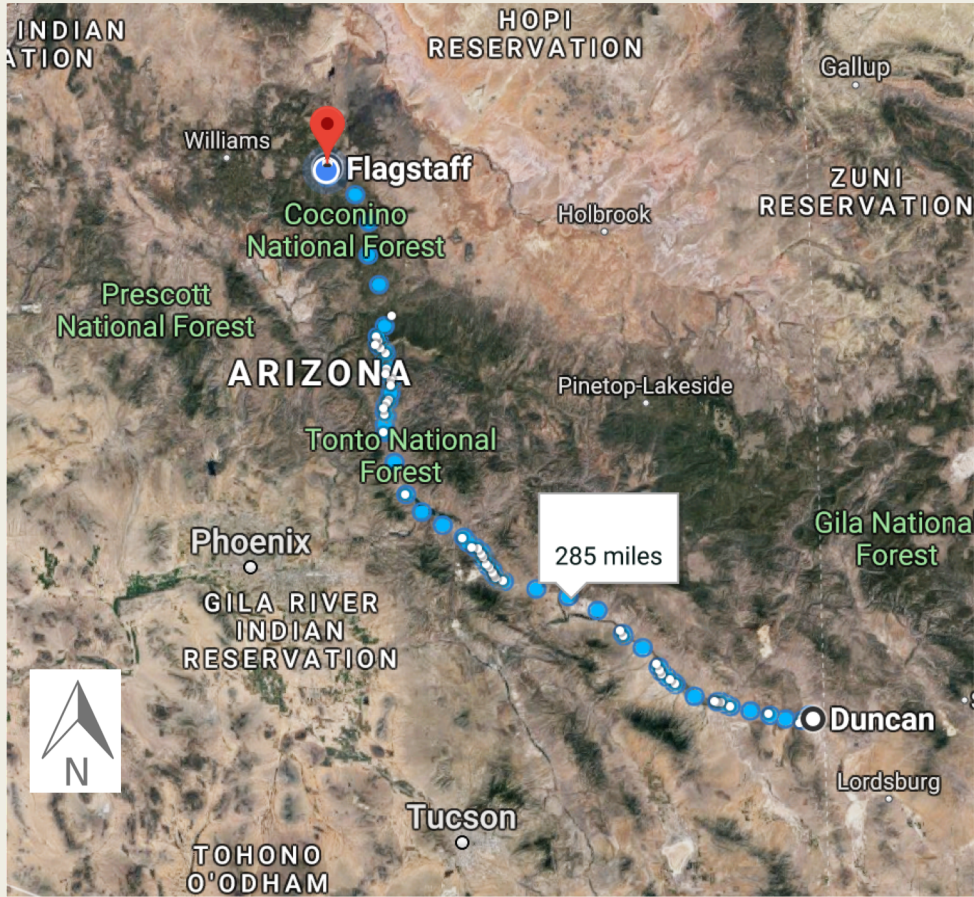 INDIAN
ATION
HOPI
RESERVATION
Gallup
Williams
Flagstaff
ZUNI
RESERVATION
Coconino
National Forest
Holbrook
Prescott
National Forest
ARIZONA
Pinetop-Lakeside
Tonto National
Forest
Phoenix
285 miles
Gila Nationa
Forest
GILA RIVER
INDIAN
RESERVATION
N
Duncan
Lordsburg
Tucson
TOHONO
O'ODHAM